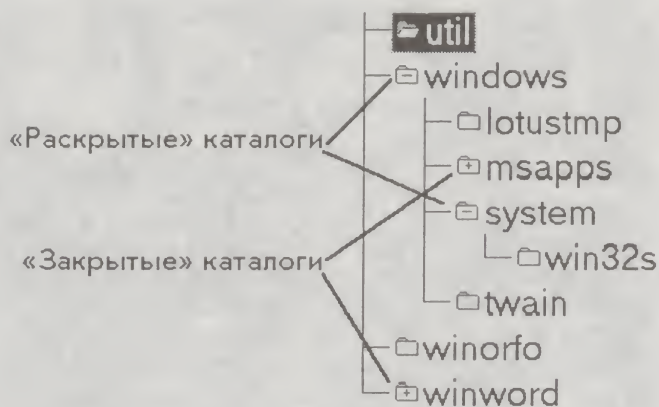 util
windows
lotustmp
«Раскрытые» каталоги
msapps
system
«Закрытые» каталоги
win32s
twain
winorfo
winword